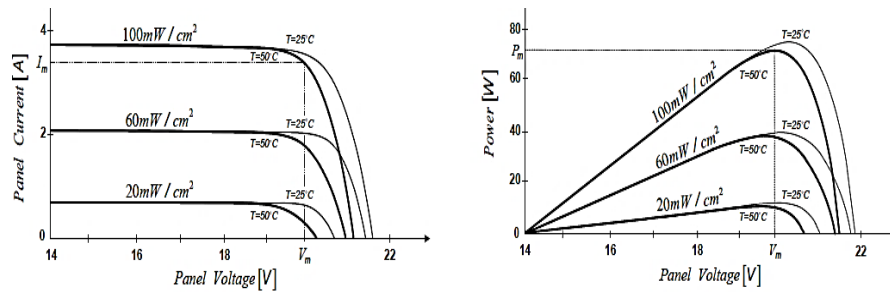 4
2
0
Panel Current [A]
I_m
100mW / cm²
T=25°C
T=50°C
60mW / cm²
T=25°C
T=50°C
20mW / cm²
T=25°C
T=50°C
14
16
18
V_m
22
Panel Voltage [V]
80
60
40
20
0
Power [W]
P_m
100mW / cm²
T=25°C
T=50°C
60mW / cm²
T=25°C
T=50°C
20mW / cm²
T=25°C
T=50°C
14
16
18
V_m
22
Panel Voltage [V]